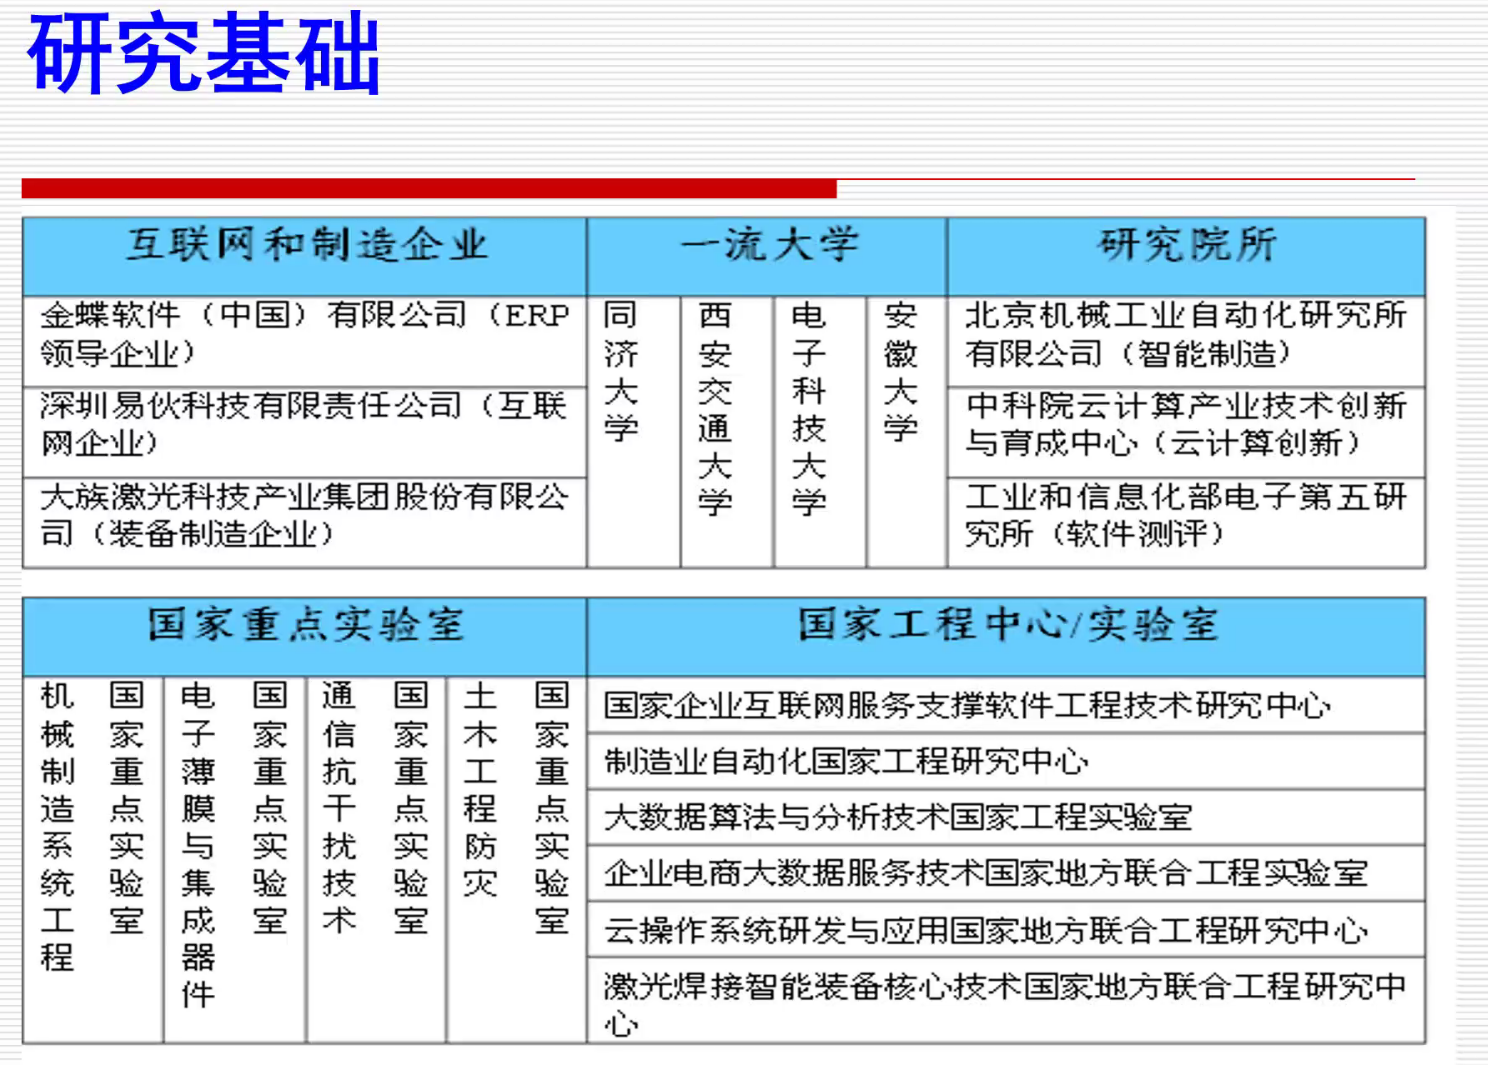 研究基础
互联网和制造企业
一流大学
研究院所
金蝶软件（中国）有限公司（ERP
领导企业）
深圳易伙科技有限责任公司（互联
网企业）
大族激光科技产业集团股份有限公
司（装备制造企业）
同济大学
西安交通大学
电子科技大学
安徽大学
北京机械工业自动化研究所
有限公司（智能制造）
中科院云计算产业技术创新
与育成中心（云计算创新）
工业和信息化部电子第五研
究所（软件测评）
国家重点实验室
国家工程中心/实验室
机械制造系统工程
国家重点实验室
电子薄膜与集成器件
国家重点实验室
通信抗干扰技术
国家重点实验室
土木工程防灾
国家重点实验室
国家企业互联网服务支撑软件工程技术研究中心
制造业自动化国家工程研究中心
大数据算法与分析技术国家工程实验室
企业电商大数据服务技术国家地方联合工程实验室
云操作系统研发与应用国家地方联合工程研究中心
激光焊接智能装备核心技术国家地方联合工程研究中
心